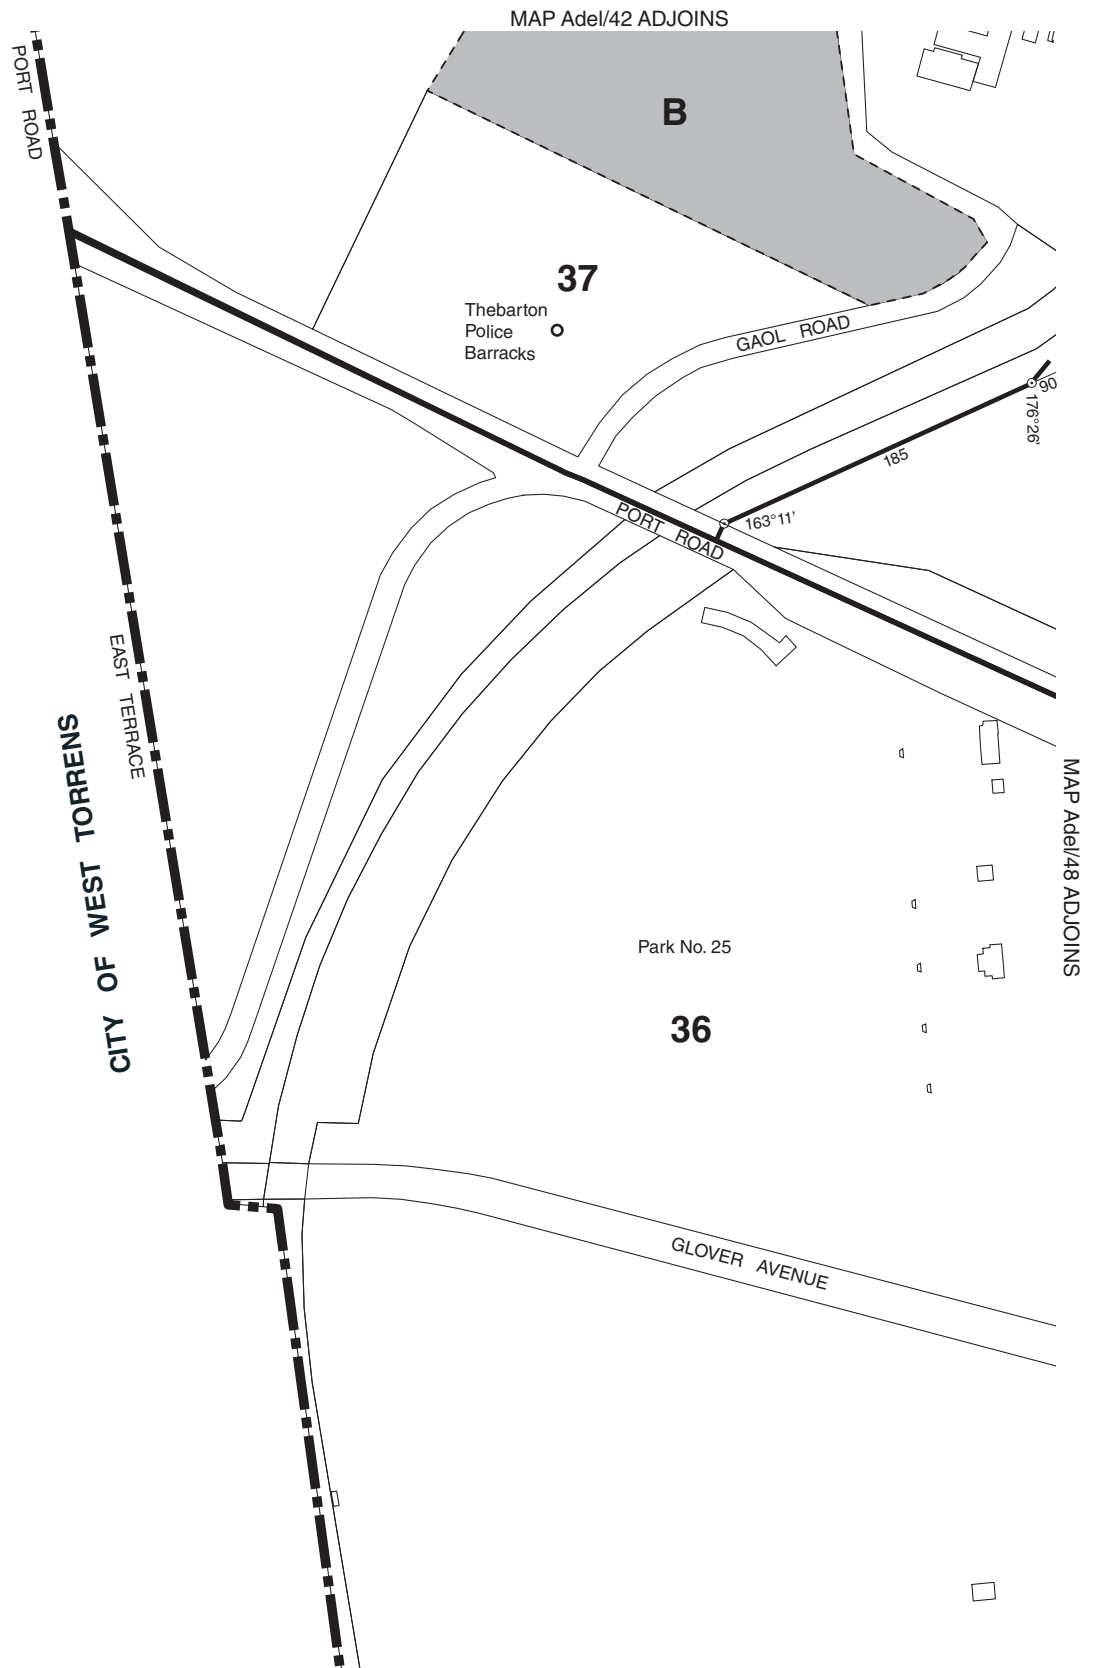 MAP Adel/42 ADJOINS
PORT ROAD
B
37
Thebarton
Police
Barracks
GAOL ROAD
90
176°26'
185
163°11'
PORT ROAD
EAST TERRACE
CITY OF WEST TORRENS
MAP Adel/48 ADJOINS
Park No. 25
36
GLOVER AVENUE